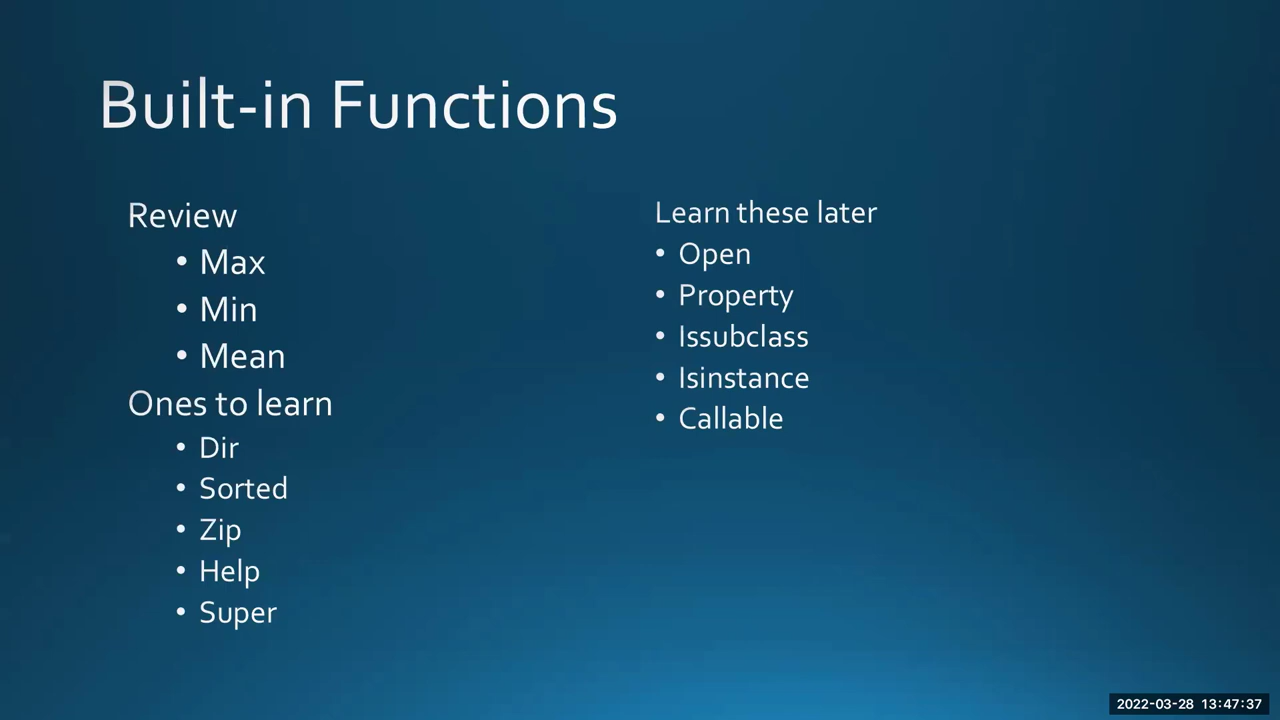 Built-in Functions
Review
• Max
• Min
• Mean
Ones to learn
• Dir
• Sorted
• Zip
• Help
• Super
Learn these later
• Open
• Property
• Issubclass
• Isinstance
• Callable
2022-03-28 13:47:37